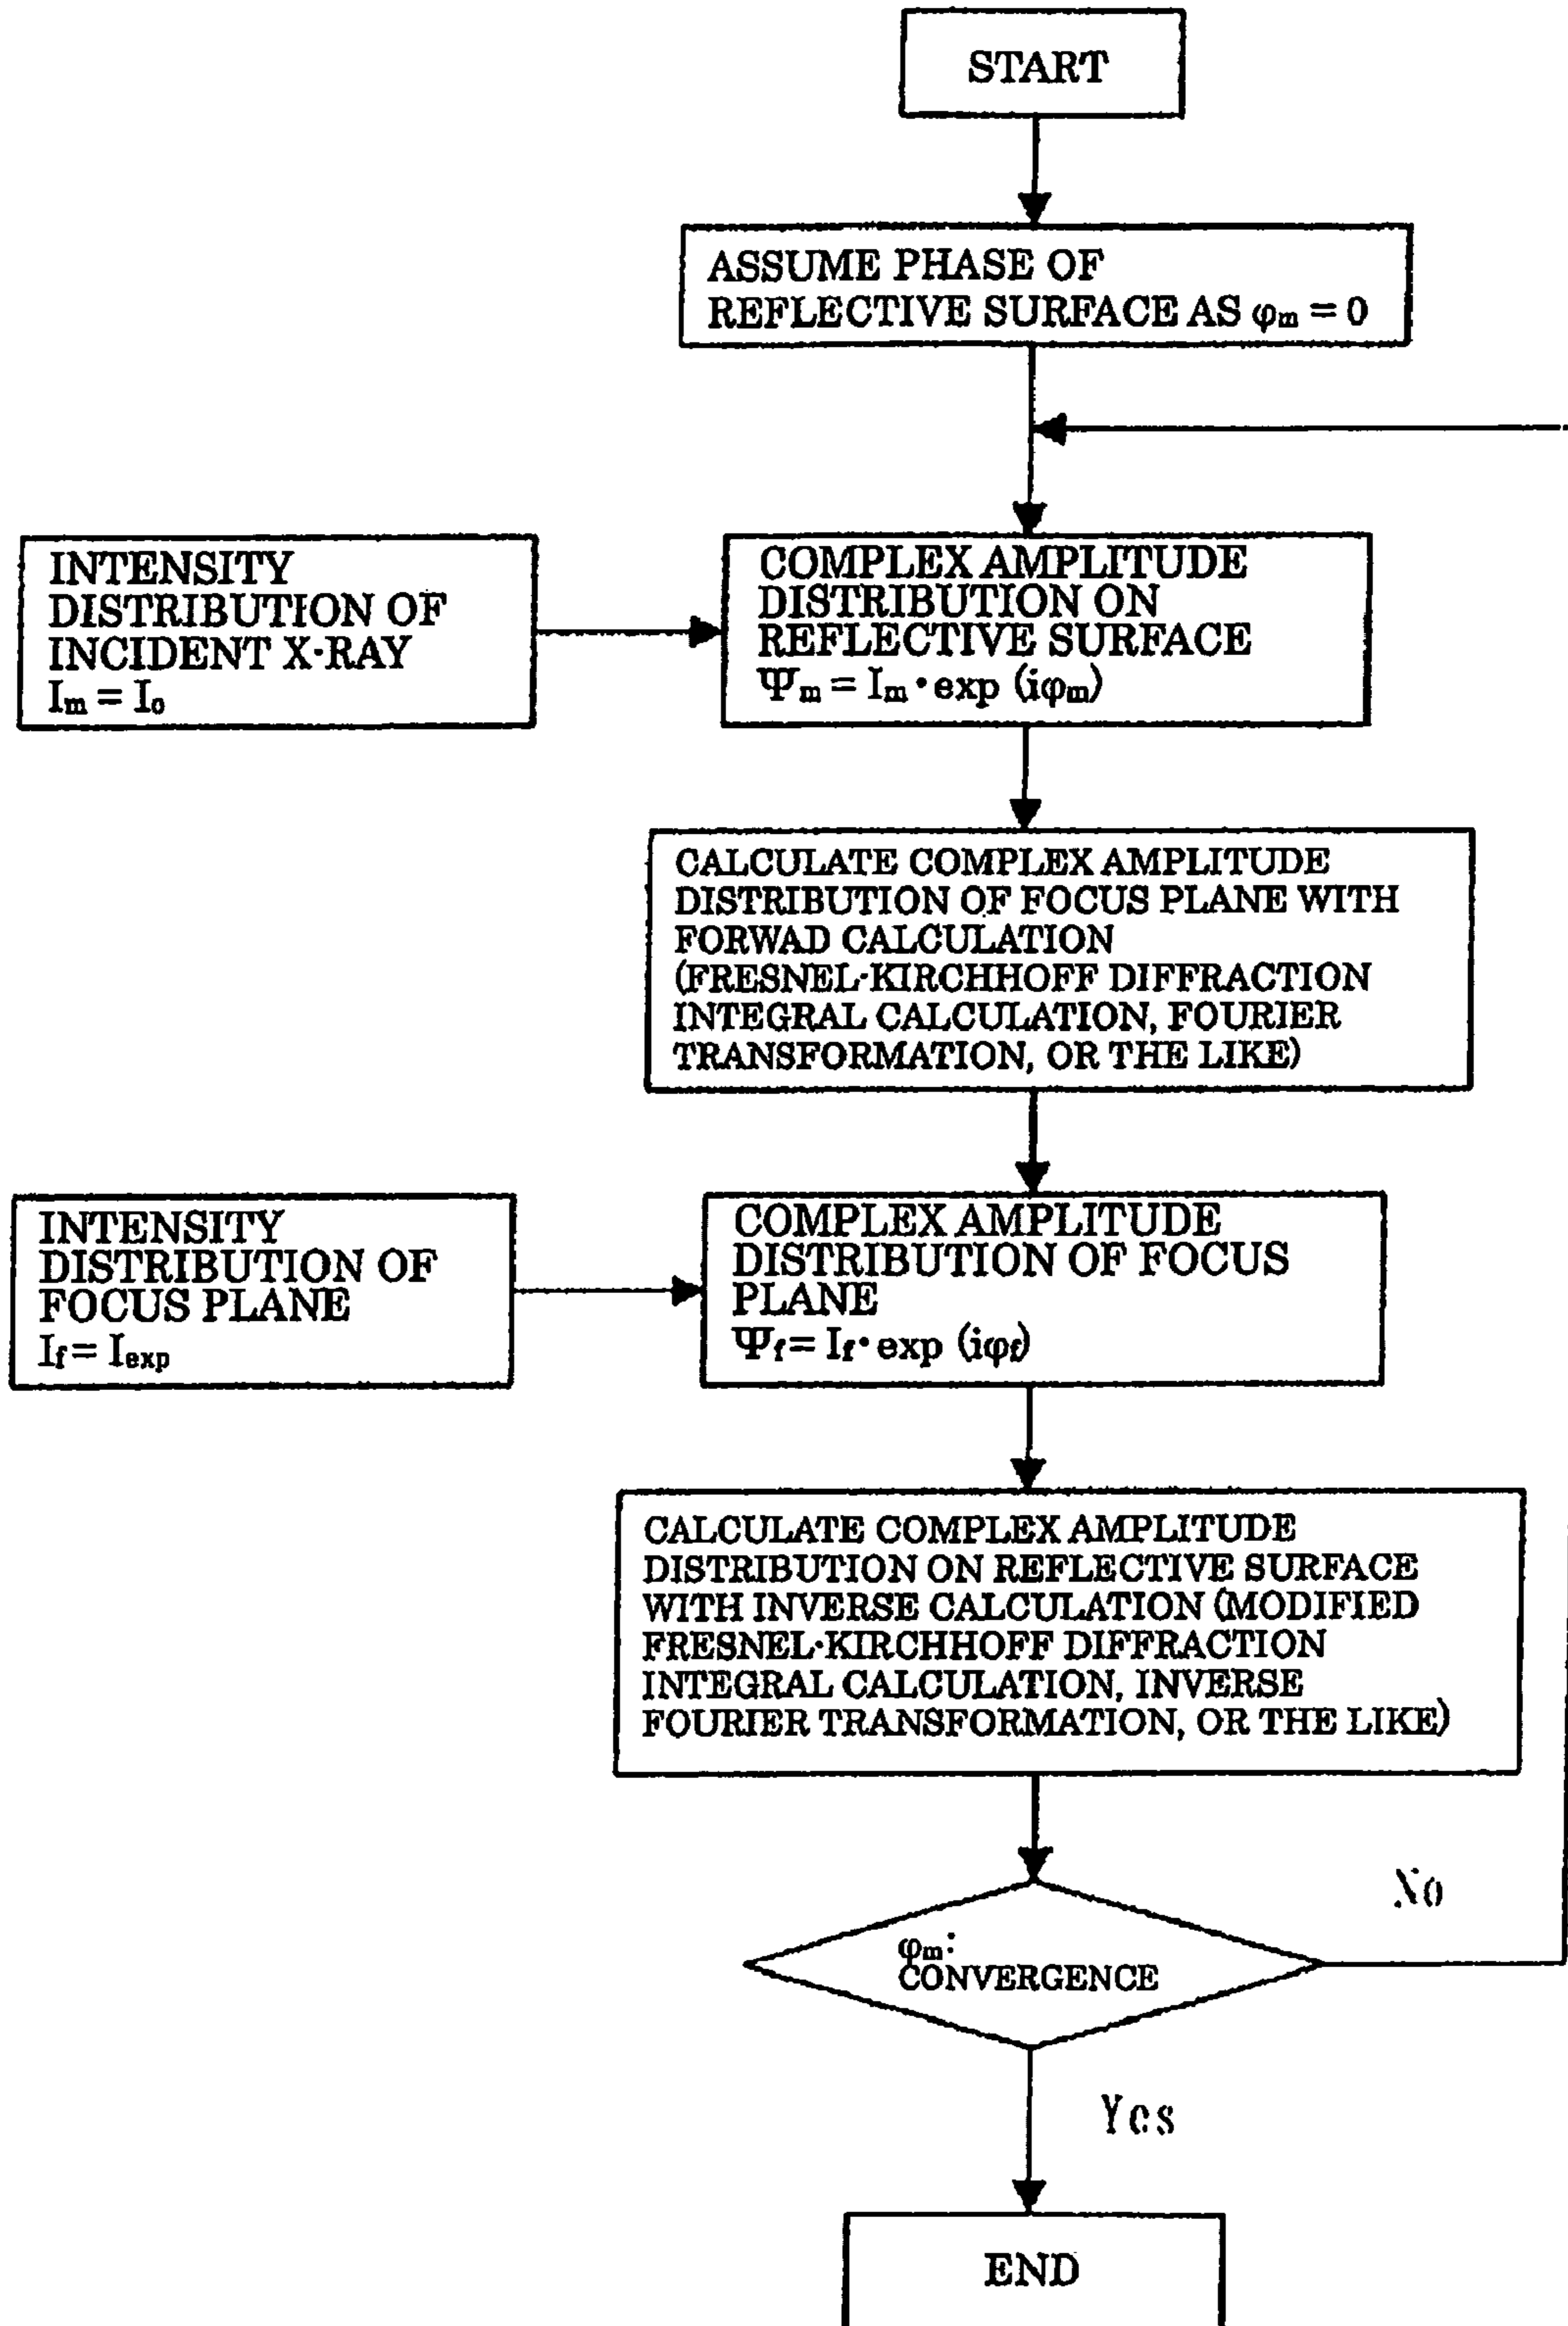 START
ASSUME PHASE OF
REFLECTIVE SURFACE AS φm = 0
INTENSITY
DISTRIBUTION OF
INCIDENT X-RAY
Im = Io
COMPLEX AMPLITUDE
DISTRIBUTION ON
REFLECTIVE SURFACE
Ψm = Im・exp (iφm)
CALCULATE COMPLEX AMPLITUDE
DISTRIBUTION OF FOCUS PLANE WITH
FORWAD CALCULATION
(FRESNEL-KIRCHHOFF DIFFRACTION
INTEGRAL CALCULATION, FOURIER
TRANSFORMATION, OR THE LIKE)
INTENSITY
DISTRIBUTION OF
FOCUS PLANE
If = Iexp
COMPLEX AMPLITUDE
DISTRIBUTION OF FOCUS
PLANE
Ψf = If・exp (iφf)
CALCULATE COMPLEX AMPLITUDE
DISTRIBUTION ON REFLECTIVE SURFACE
WITH INVERSE CALCULATION (MODIFIED
FRESNEL-KIRCHHOFF DIFFRACTION
INTEGRAL CALCULATION, INVERSE
FOURIER TRANSFORMATION, OR THE LIKE)
φm:
CONVERGENCE
No
Yes
END